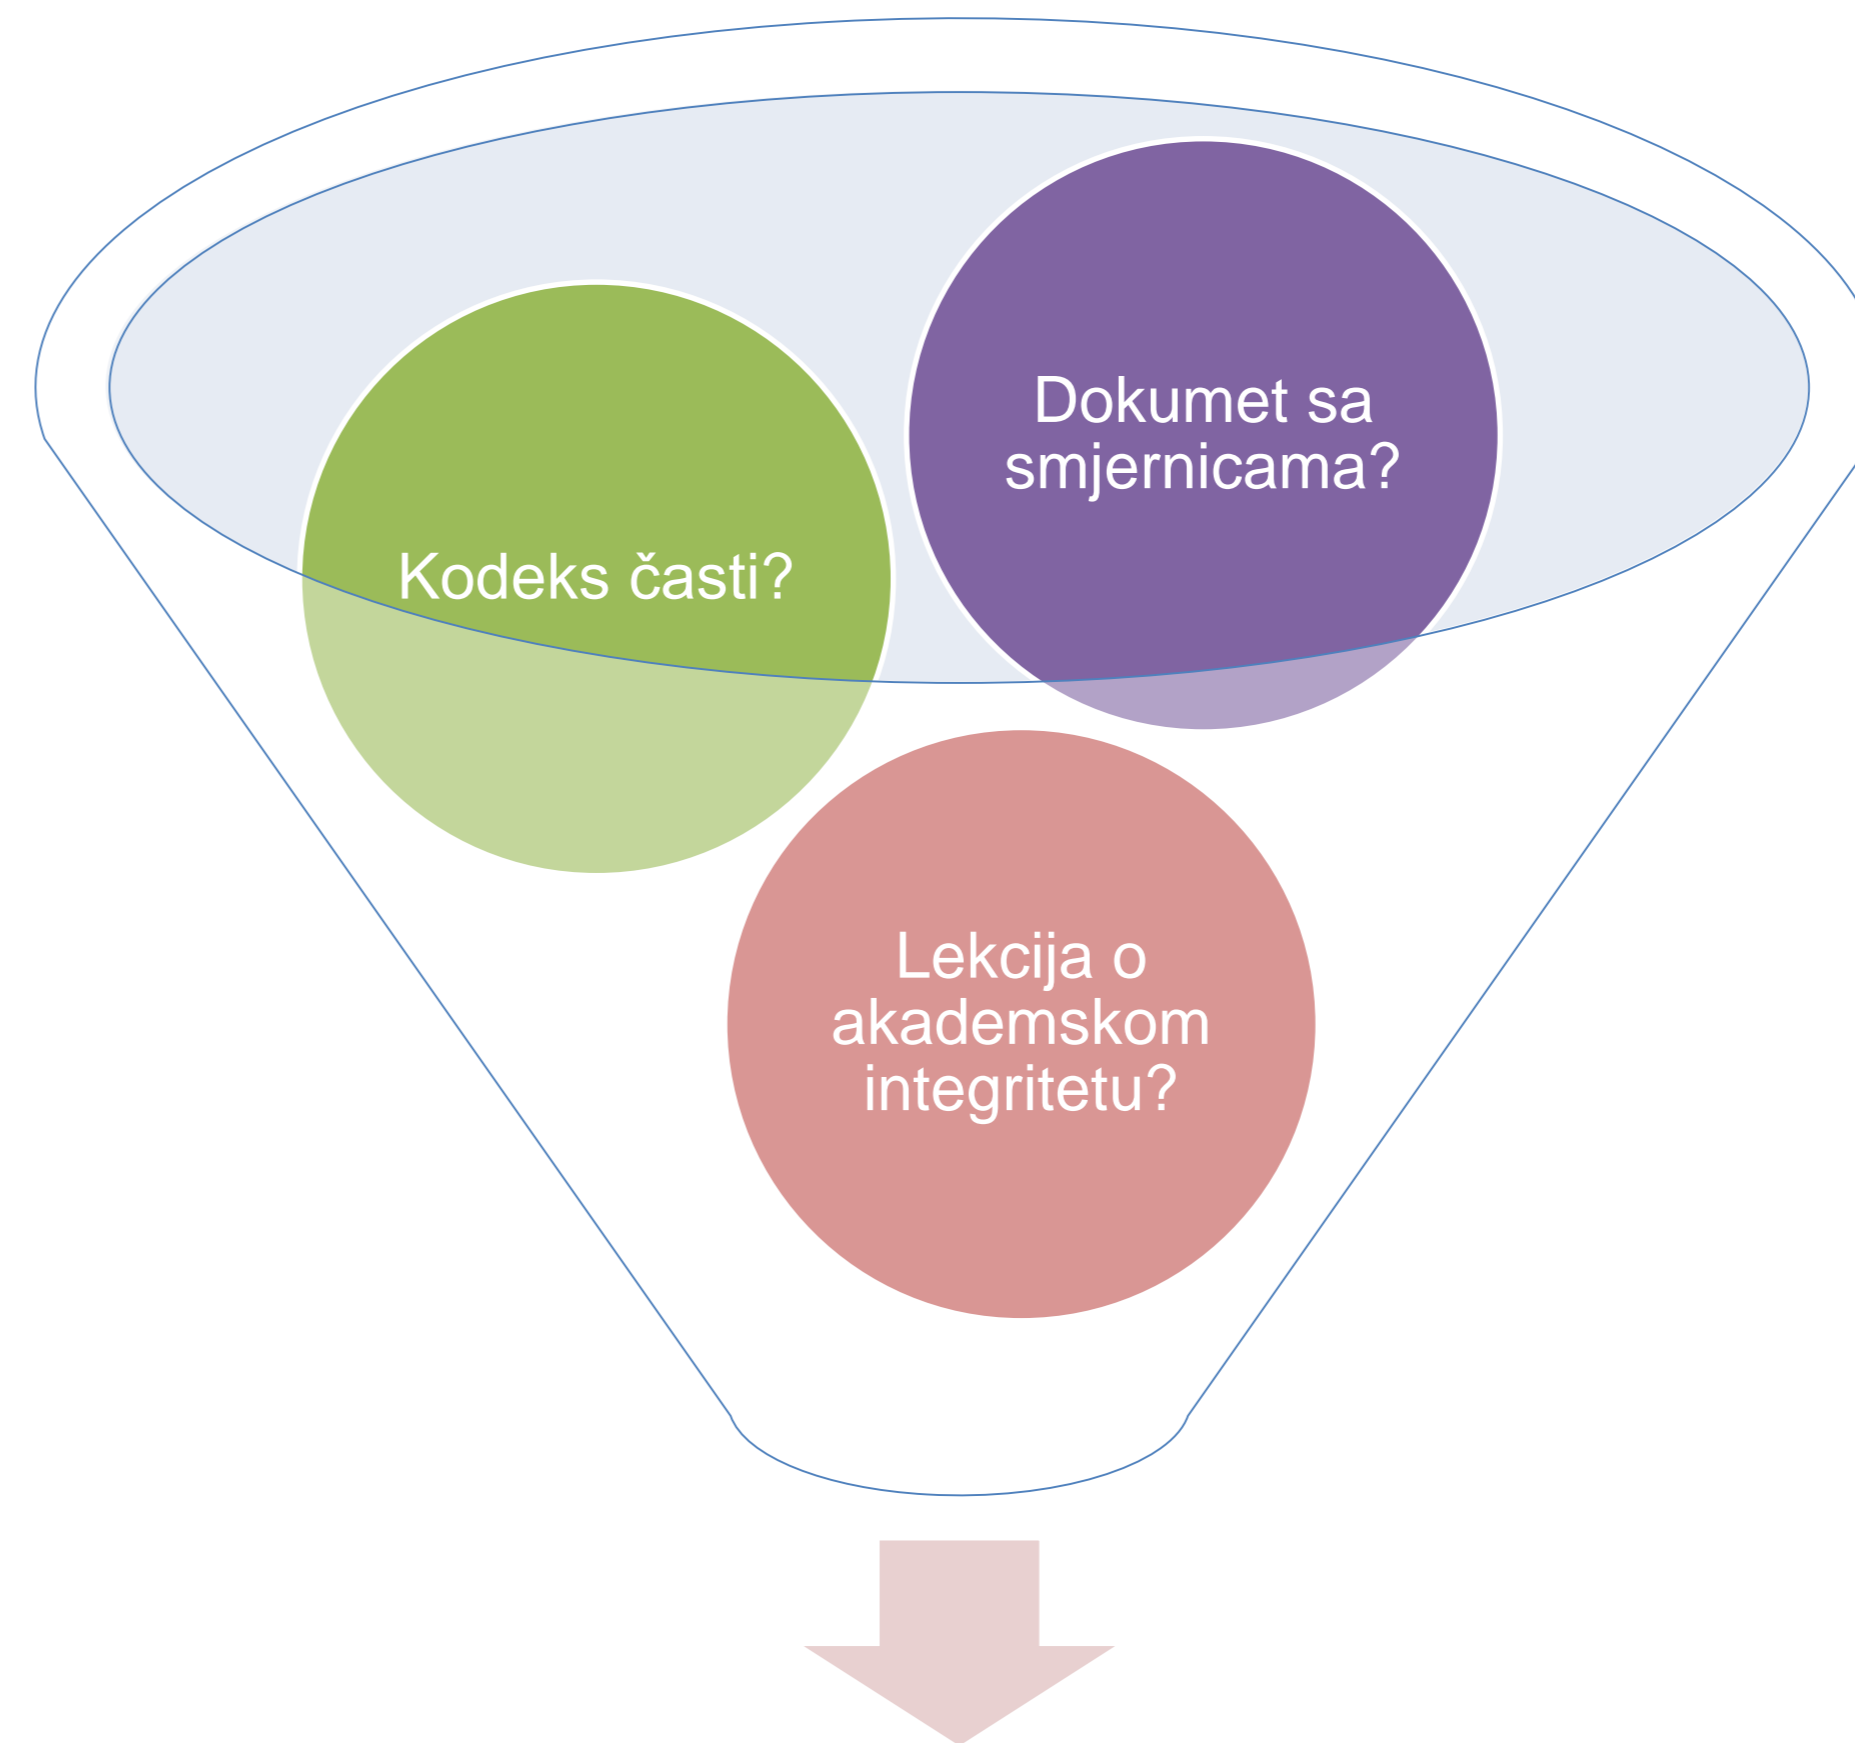 Dokumet sa
smjernicama?
Kodeks časti?
Lekcija o
akademskom
integritetu?